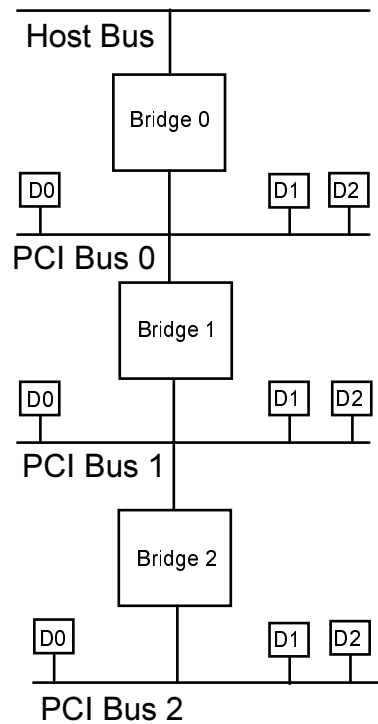 Host Bus
Bridge 0
D0
D1
D2
PCI Bus 0
Bridge 1
D0
D1
D2
PCI Bus 1
Bridge 2
D0
D1
D2
PCI Bus 2